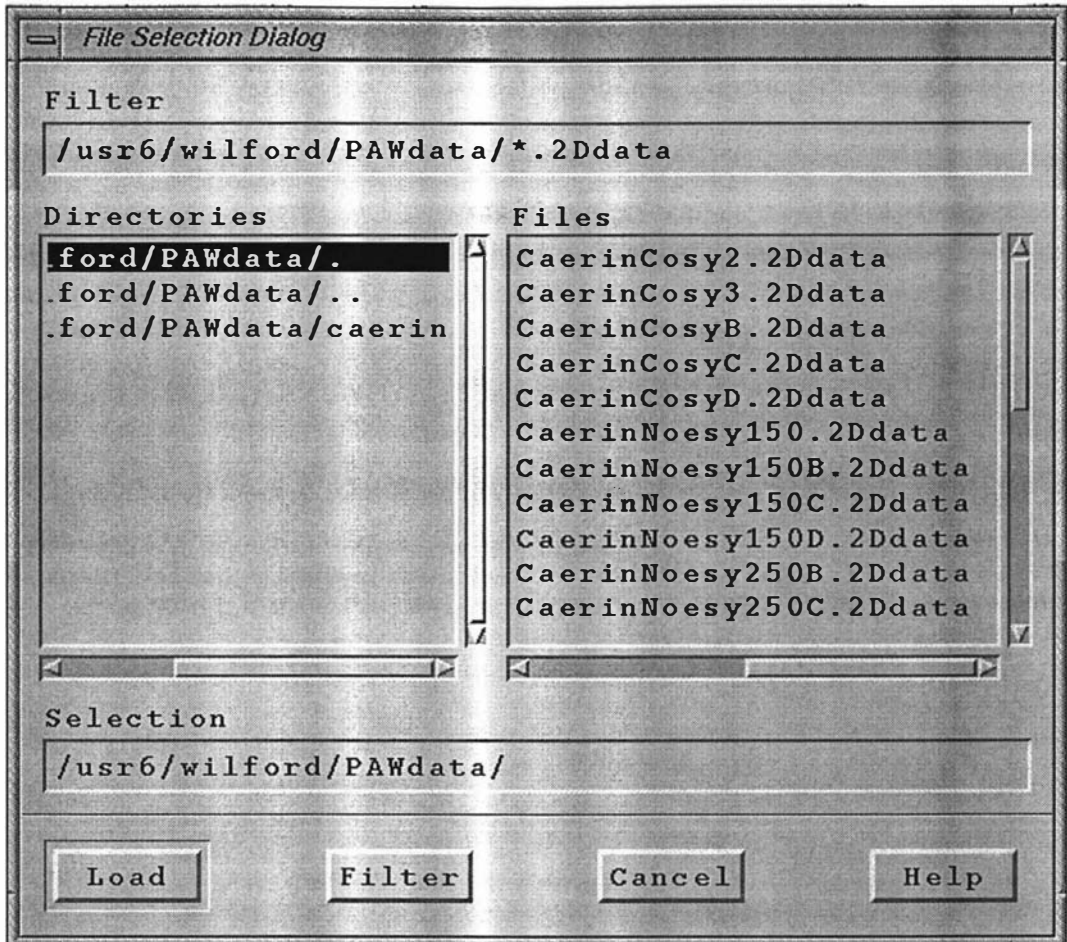 File Selection Dialog
Filter
/usr6/wilford/PAWdata/*.2Ddata
Directories
.ford/PAWdata/.
.ford/PAWdata/..
.ford/PAWdata/caerin
Files
CaerinCosy2.2Ddata
CaerinCosy3.2Ddata
CaerinCosyB.2Ddata
CaerinCosyC.2Ddata
CaerinCosyD.2Ddata
CaerinNoesy150.2Ddata
CaerinNoesy150B.2Ddata
CaerinNoesy150C.2Ddata
CaerinNoesy150D.2Ddata
CaerinNoesy250B.2Ddata
CaerinNoesy250C.2Ddata
Selection
/usr6/wilford/PAWdata/
Load
Filter
Cancel
Help